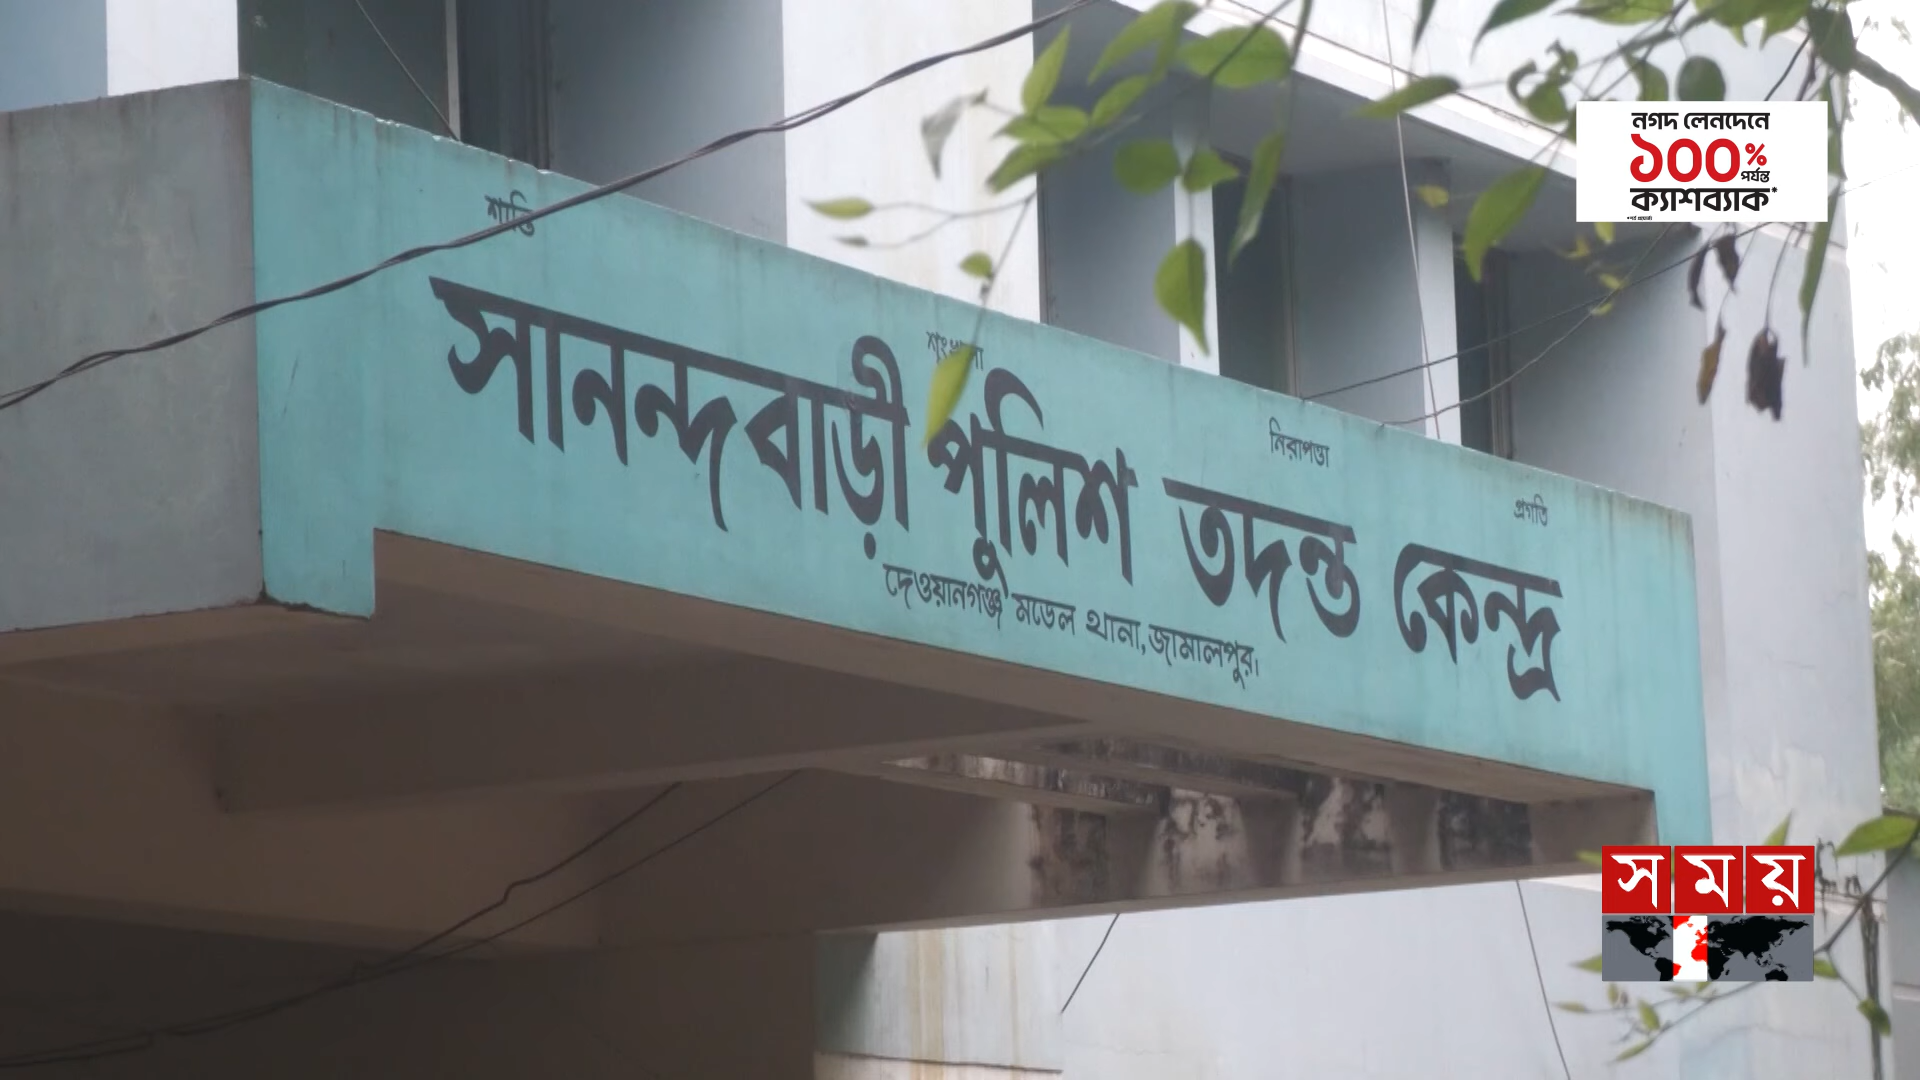 শান্তি
শৃংখলা
নিরাপত্তা
প্রগতি
সানন্দবাড়ী পুলিশ তদন্ত কেন্দ্র
দেওয়ানগঞ্জ মডেল থানা, জামালপুর।
নগদ লেনদেনে
১০০%
পর্যন্ত
ক্যাশব্যাক*
সময়